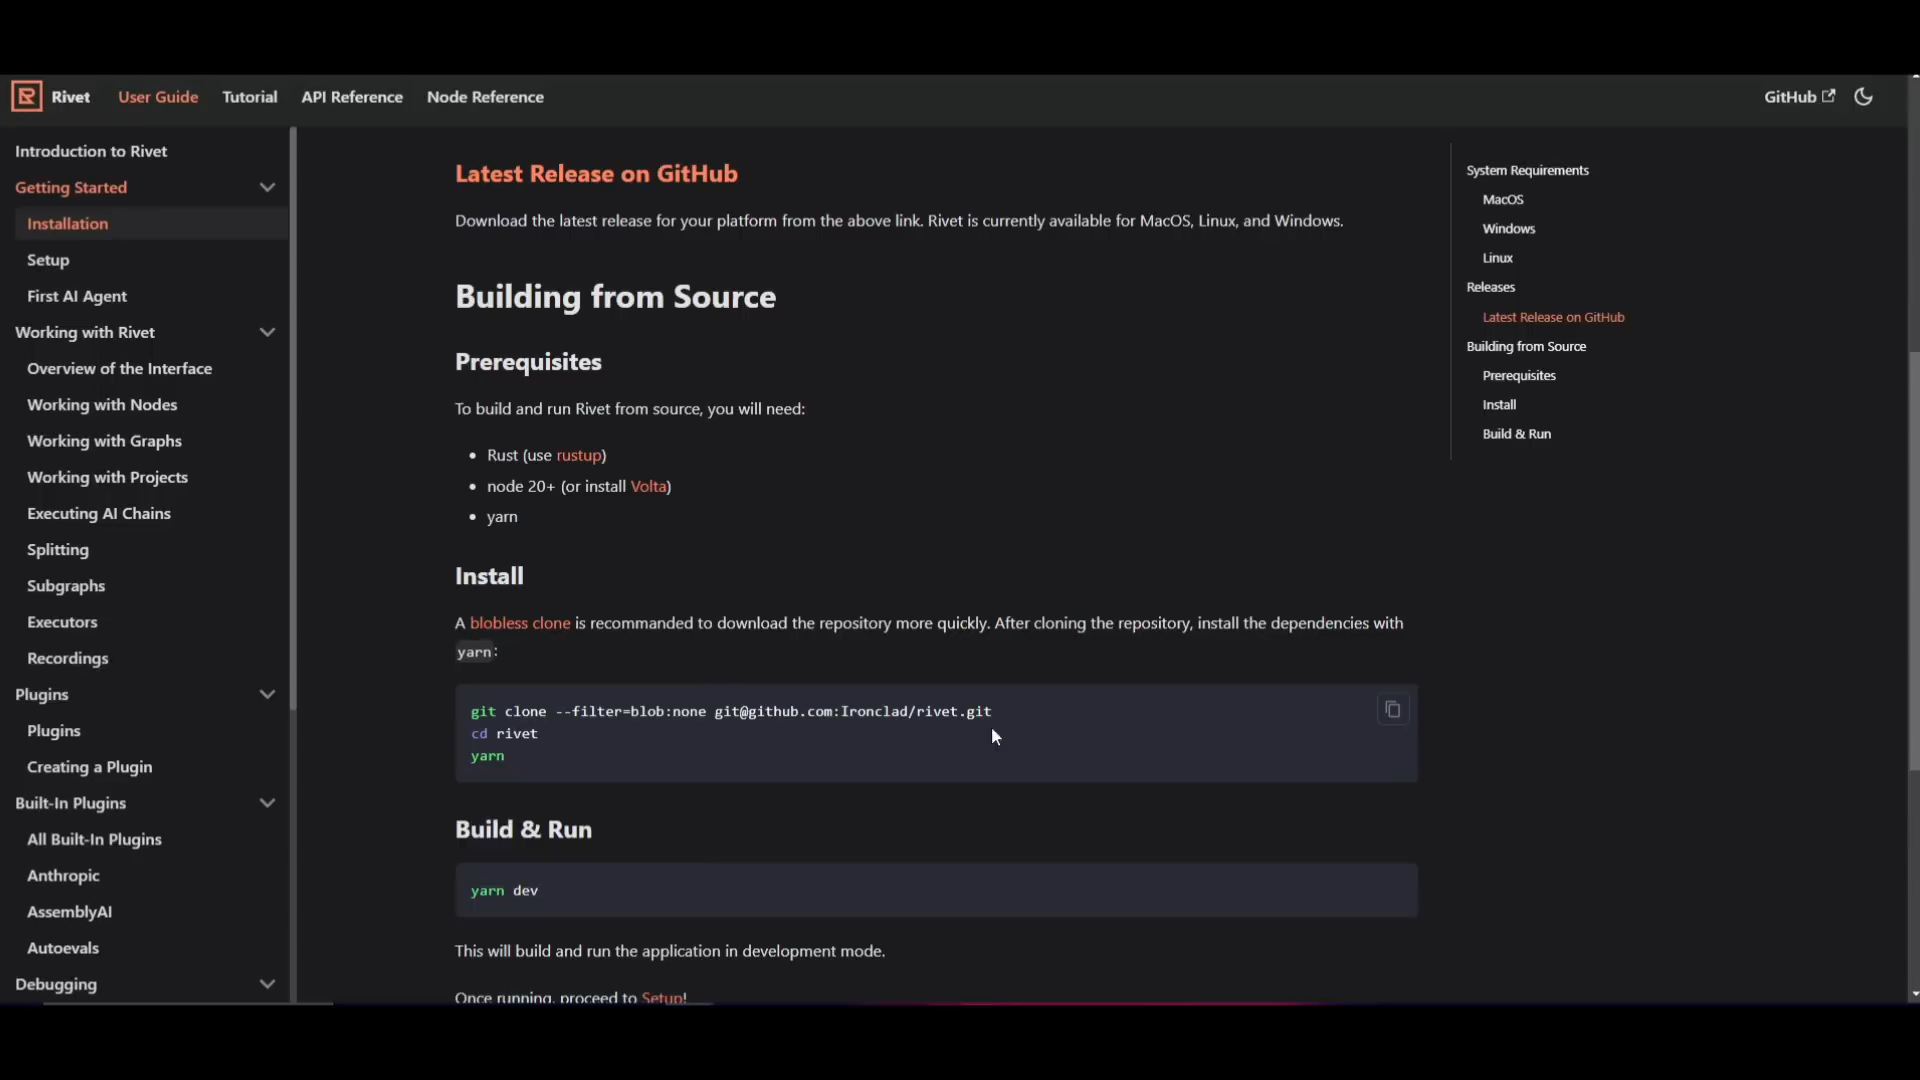 Rivet User Guide Tutorial API Reference Node Reference GitHub
Introduction to Rivet
Getting Started
Installation
Setup
First AI Agent
Working with Rivet
Overview of the Interface
Working with Nodes
Working with Graphs
Working with Projects
Executing AI Chains
Splitting
Subgraphs
Executors
Recordings
Plugins
Plugins
Creating a Plugin
Built-In Plugins
All Built-In Plugins
Anthropic
AssemblyAI
Autoevals
Debugging
Latest Release on GitHub
Download the latest release for your platform from the above link. Rivet is currently available for MacOS, Linux, and Windows.
Building from Source
Prerequisites
To build and run Rivet from source, you will need:
• Rust (use rustup)
• node 20+ (or install Volta)
• yarn
Install
A blobless clone is recommanded to download the repository more quickly. After cloning the repository, install the dependencies with
yarn:
git clone --filter=blob:none git@github.com:Ironclad/rivet.git
cd rivet
yarn
Build & Run
yarn dev
This will build and run the application in development mode.
Once running, proceed to Setup!
System Requirements
MacOS
Windows
Linux
Releases
Latest Release on GitHub
Building from Source
Prerequisites
Install
Build & Run